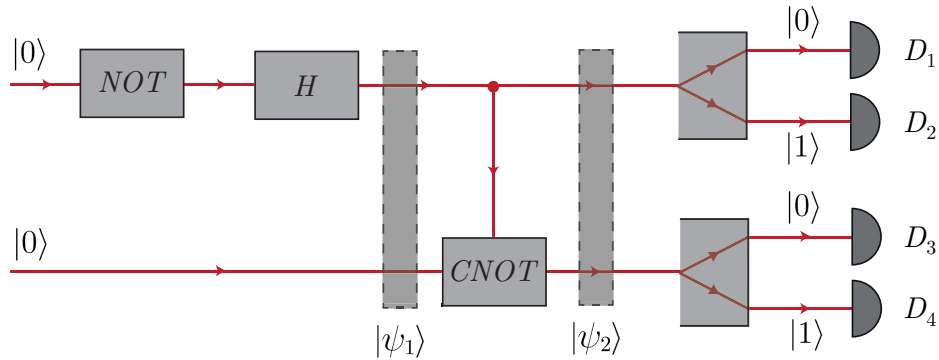 |0⟩
NOT
H
|0⟩
D₁
|1⟩
D₂
|0⟩
CNOT
|0⟩
D₃
|1⟩
D₄
|ψ₁⟩
|ψ₂⟩